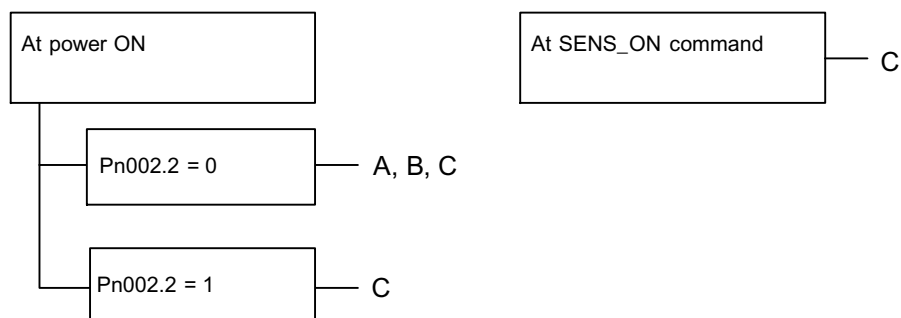 At power ON
At SENS_ON command
C
Pn002.2 = 0
A, B, C
Pn002.2 = 1
C